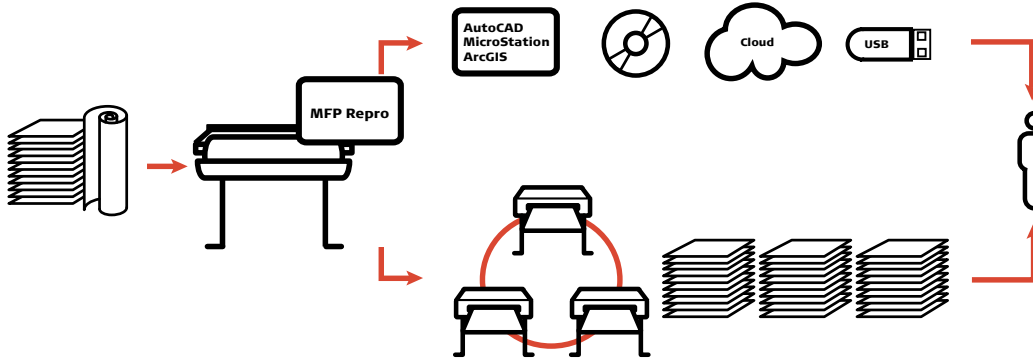 AutoCAD
MicroStation
ArcGIS
Cloud
USB
MFP Repro